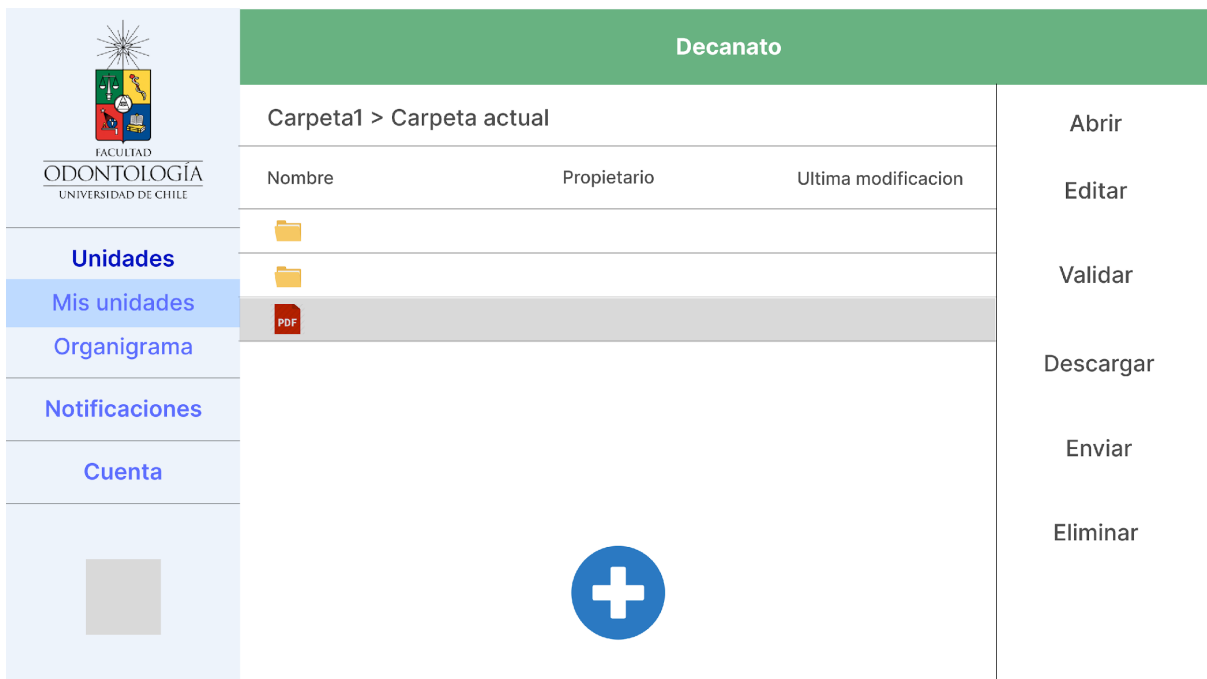 FACULTAD
ODONTOLOGÍA
UNIVERSIDAD DE CHILE
Unidades
Mis unidades
Organigrama
Notificaciones
Cuenta
Decanato
Carpeta1 > Carpeta actual
Nombre Propietario Ultima modificacion
PDF
Abrir
Editar
Validar
Descargar
Enviar
Eliminar